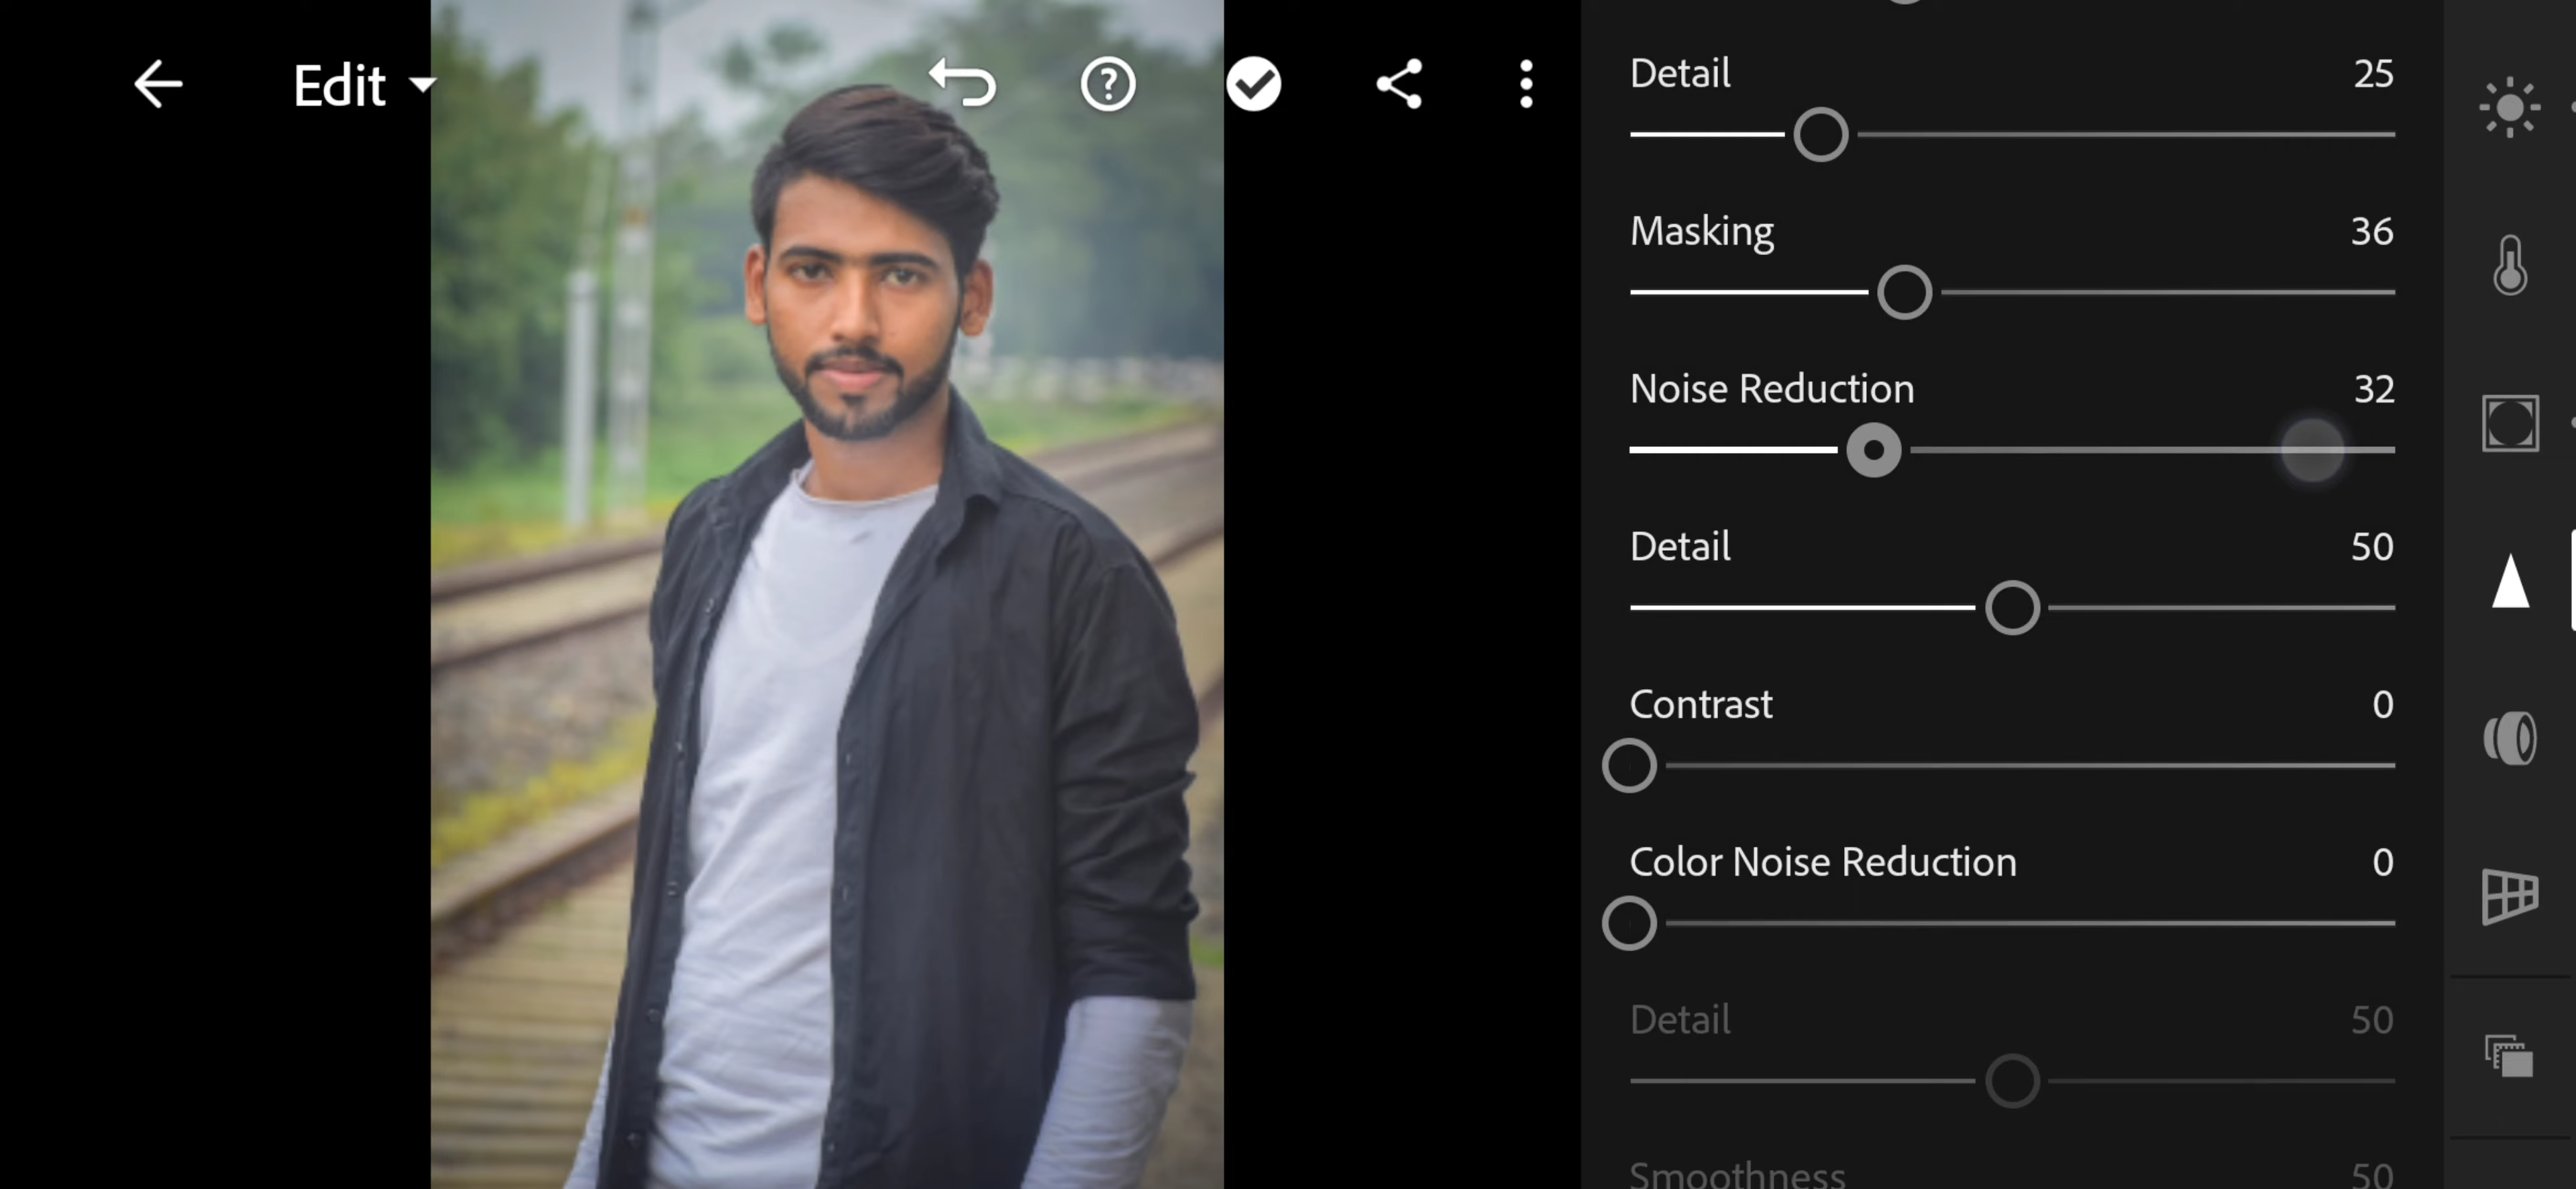 Edit
Detail 25
Masking 36
Noise Reduction 32
Detail 50
Contrast 0
Color Noise Reduction 0
Detail 50
Smoothness 50